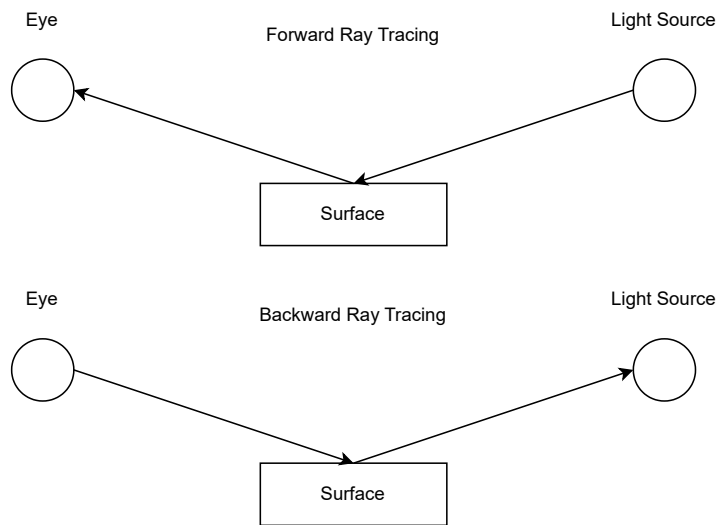 Eye
Forward Ray Tracing
Light Source
Surface
Eye
Backward Ray Tracing
Light Source
Surface